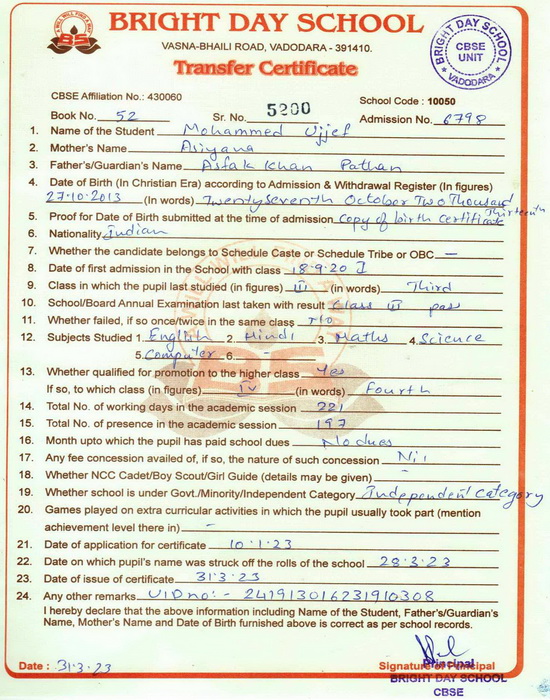 BRIGHT DAY SCHOOL
VASNA-BHAILI ROAD, VADODARA - 391410.
Transfer Certificate
BRIGHT DAY SCHOOL
CBSE
UNIT
VADODARA
BS
CBSE Affiliation No.: 430060
School Code : 10050
Book No. 52 Sr. No. 5200 Admission No. 6798
1. Name of the Student Mohammed Ujjef
2. Mother's Name Asiyana
3. Father's/Guardian's Name Asfak Khan Pathan
4. Date of Birth (In Christian Era) according to Admission & Withdrawal Register (In figures)
27-10-2013 (In words) Twentyseventh October Two Thousand Thirteenth
5. Proof for Date of Birth submitted at the time of admission Copy of birth certificate
6. Nationality Indian
7. Whether the candidate belongs to Schedule Caste or Schedule Tribe or OBC —
8. Date of first admission in the School with class 18-9-20 I
9. Class in which the pupil last studied (in figures) III (in words) Third
10. School/Board Annual Examination last taken with result Class III pass
11. Whether failed, if so once/twice in the same class No
12. Subjects Studied 1. English 2. Hindi 3. Maths 4. Science
5. Computer 6. -
13. Whether qualified for promotion to the higher class Yes
If so, to which class (in figures) IV (in words) Fourth
14. Total No. of working days in the academic session 221
15. Total No. of presence in the academic session 197
16. Month upto which the pupil has paid school dues No dues
17. Any fee concession availed of, if so, the nature of such concession Nil
18. Whether NCC Cadet/Boy Scout/Girl Guide (details may be given) -
19. Whether school is under Govt./Minority/Independent Category Independent Category
20. Games played on extra curricular activities in which the pupil usually took part (mention
achievement level there in) -
21. Date of application for certificate 10.1.23
22. Date on which pupil's name was struck off the rolls of the school 28.3.23
23. Date of issue of certificate 31.3.23
24. Any other remarks UID no:- 241913016231910308
I hereby declare that the above information including Name of the Student, Father's/Guardian's
Name, Mother's Name and Date of Birth furnished above is correct as per school records.
Date : 31.3.23 Signature of Principal
Principal
BRIGHT DAY SCHOOL
CBSE